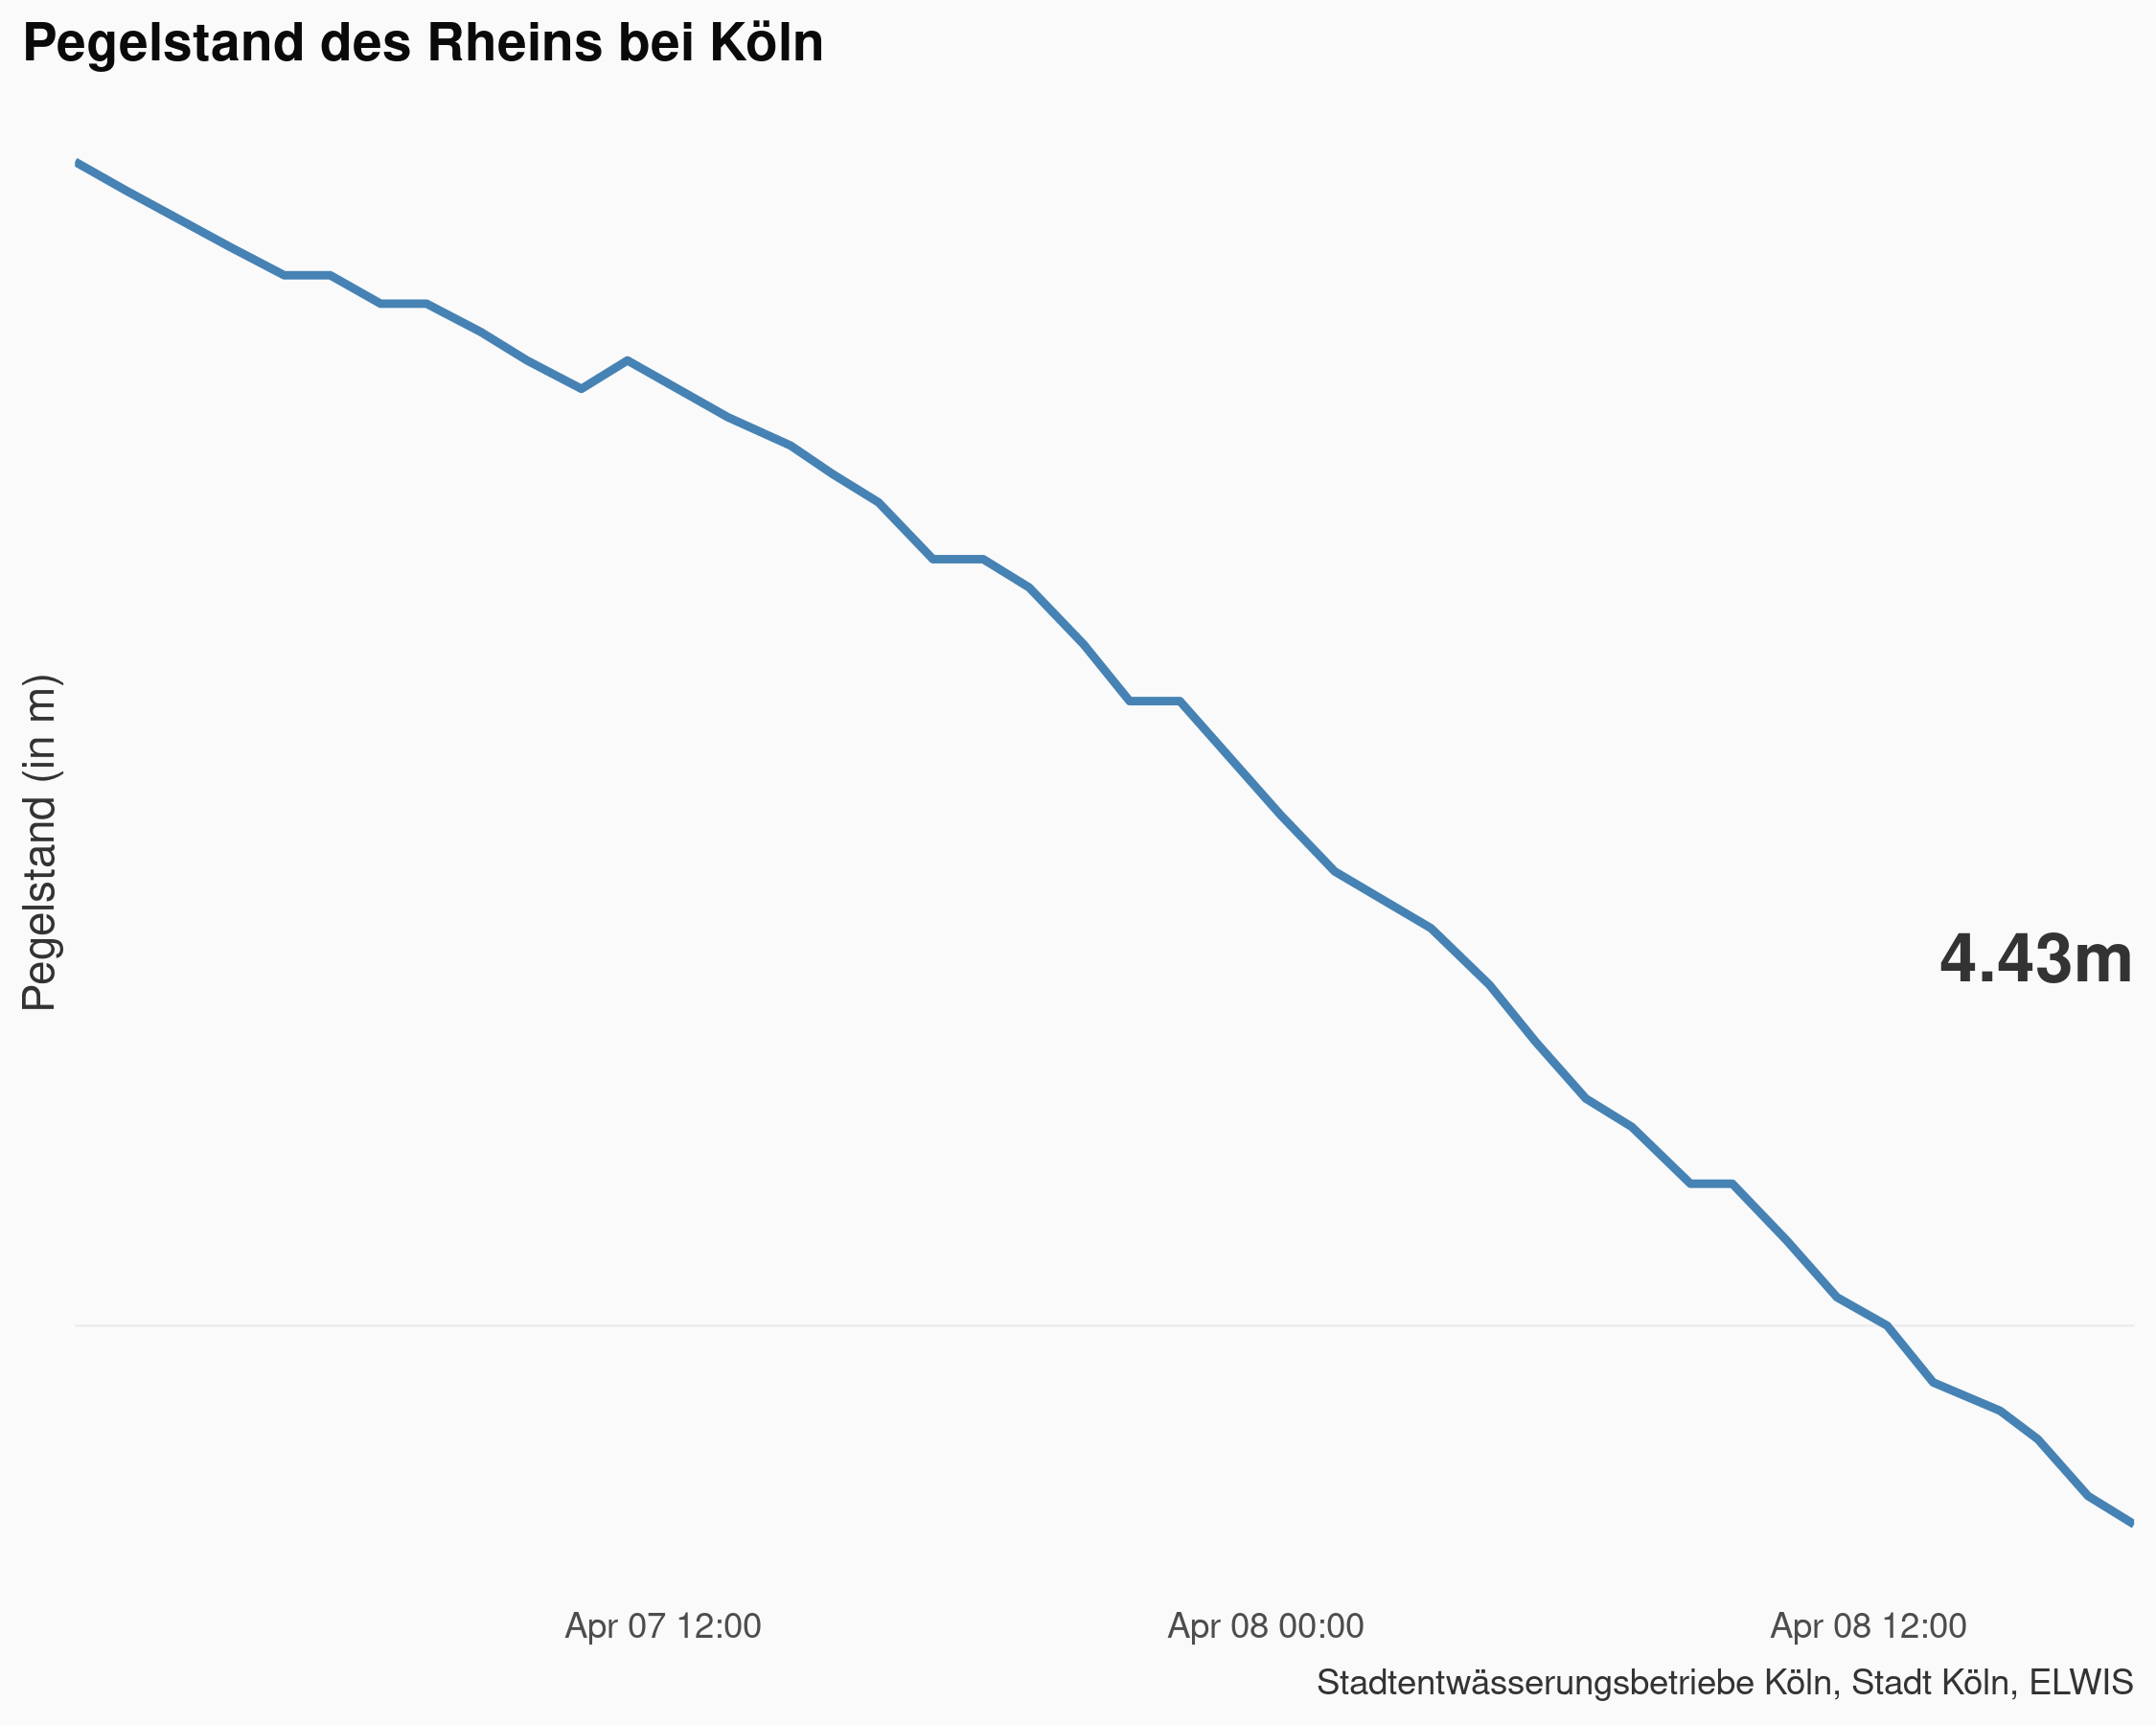 Pegelstand des Rheins bei Köln
Pegelstand (in m)
4.43m
Apr 07 12:00
Apr 08 00:00
Apr 08 12:00
Stadtentwässerungsbetriebe Köln, Stadt Köln, ELWIS